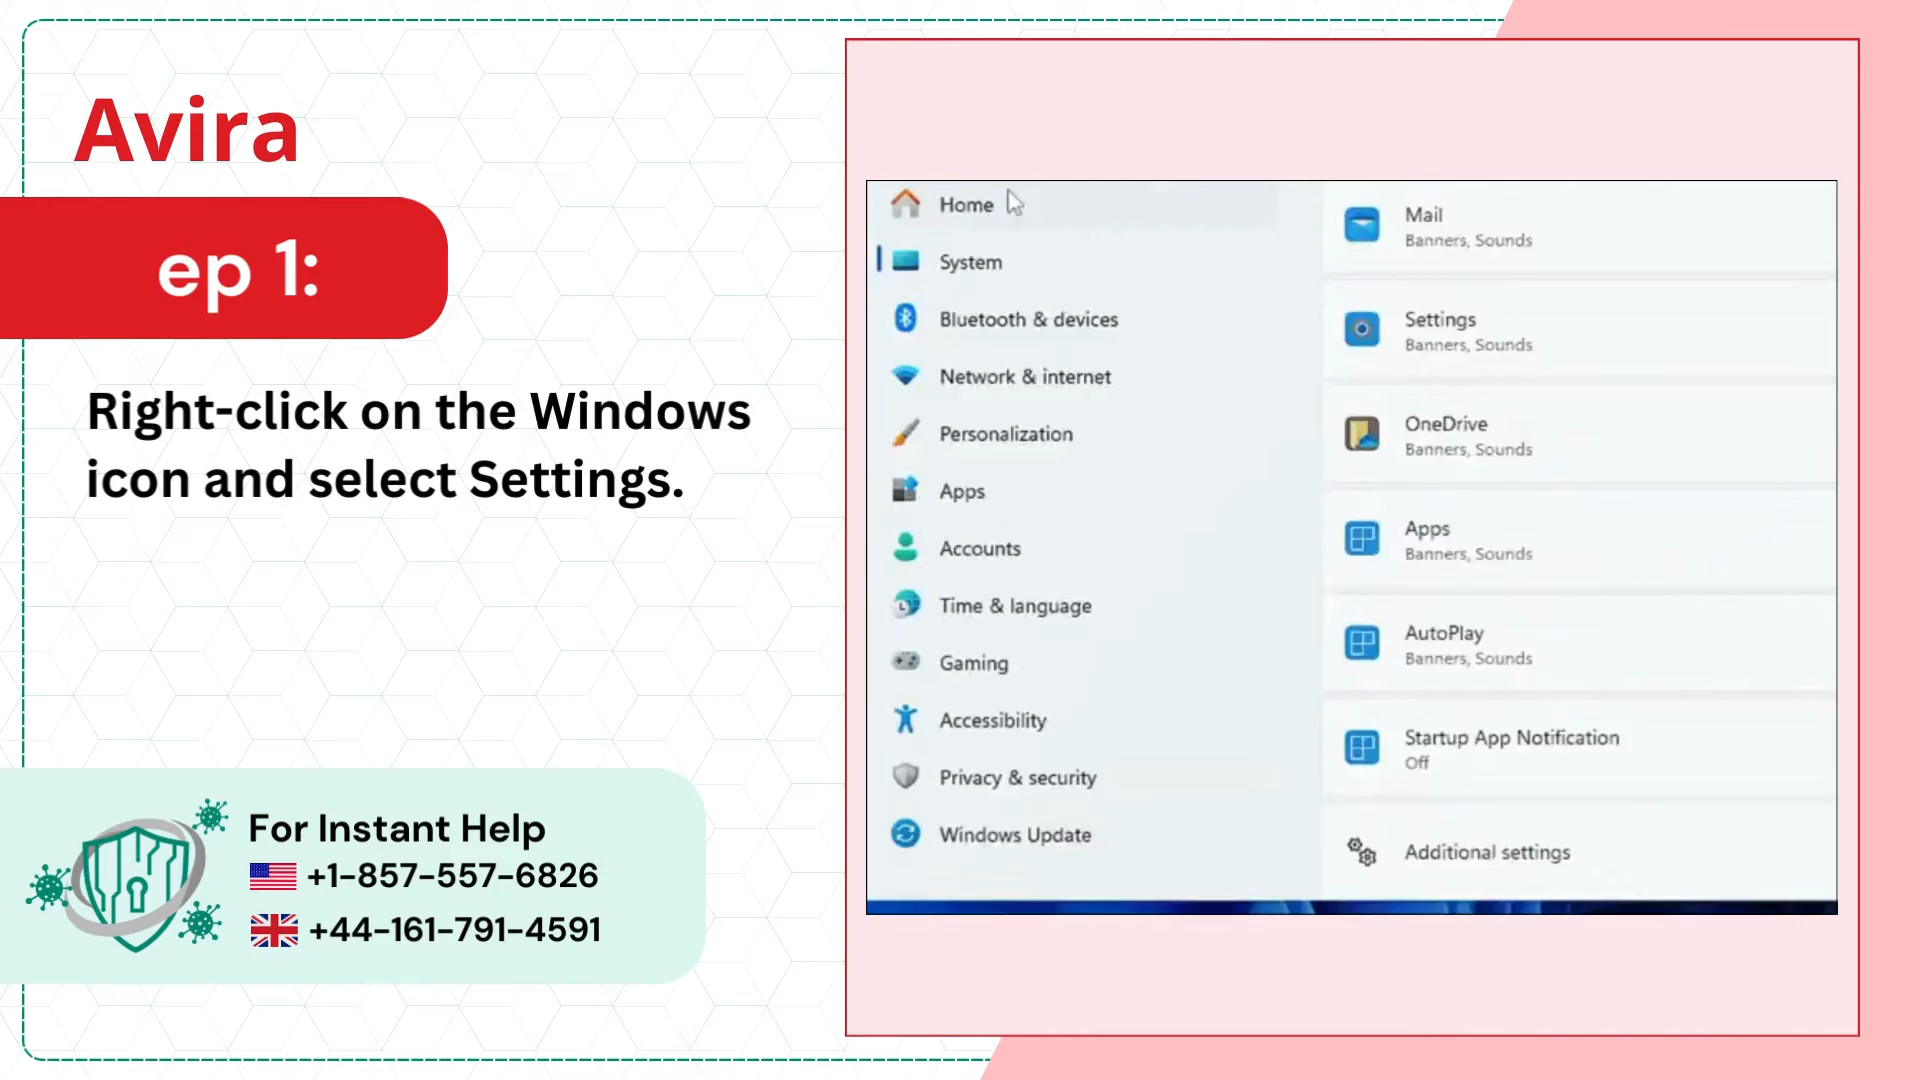 Avira
ep 1:
Right-click on the Windows
icon and select Settings.
For Instant Help
+1-857-557-6826
+44-161-791-4591
Home
System
Bluetooth & devices
Network & internet
Personalization
Apps
Accounts
Time & language
Gaming
Accessibility
Privacy & security
Windows Update
Mail
Banners, Sounds
Settings
Banners, Sounds
OneDrive
Banners, Sounds
Apps
Banners, Sounds
AutoPlay
Banners, Sounds
Startup App Notification
Off
Additional settings